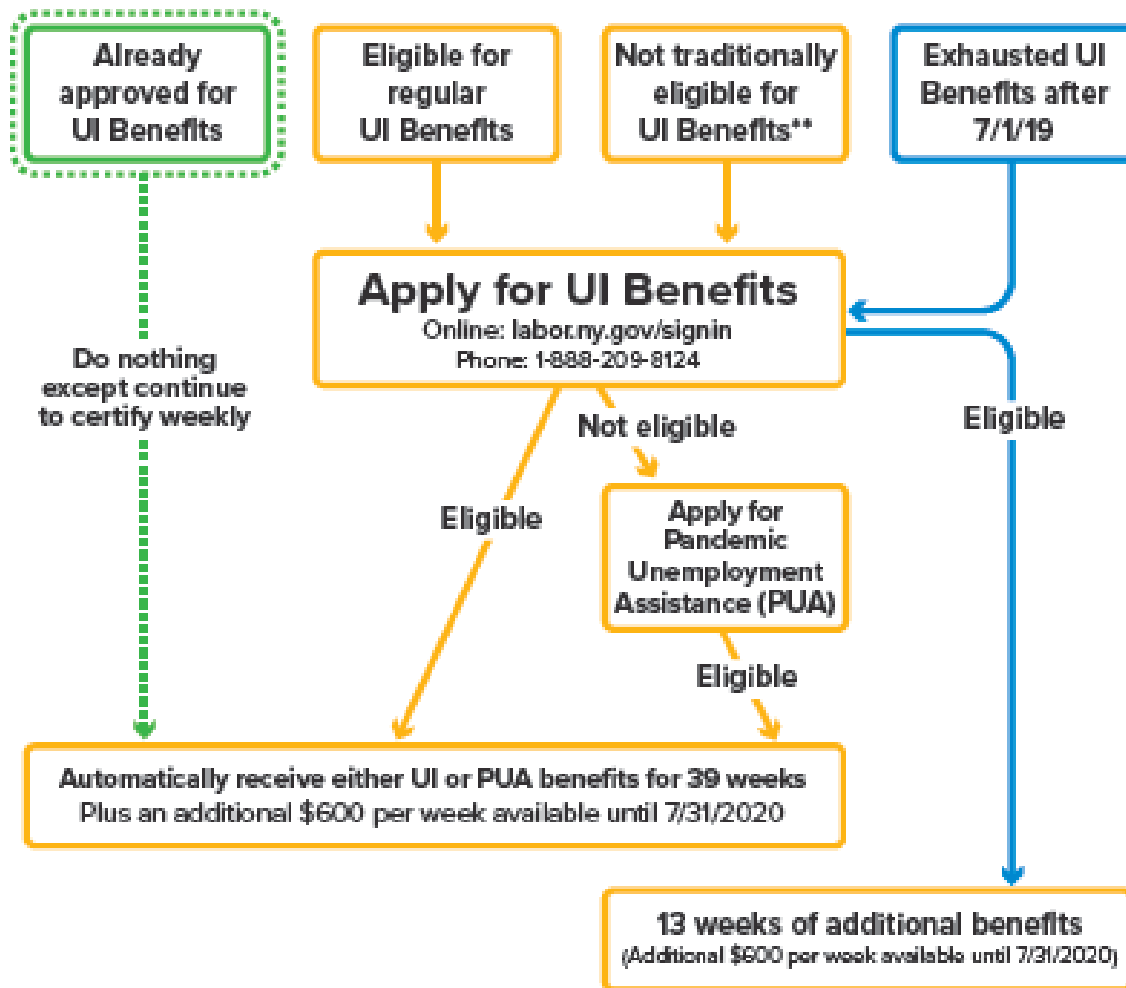 Already
approved for
UI Benefits
Eligible for
regular
UI Benefits
Not traditionally
eligible for
UI Benefits**
Exhausted UI
Benefits after
7/1/19
Apply for UI Benefits
Online: labor.ny.gov/signin
Phone: 1-888-209-8124
Do nothing
except continue
to certify weekly
Not eligible
Eligible
Eligible
Apply for
Pandemic
Unemployment
Assistance (PUA)
Eligible
Automatically receive either UI or PUA benefits for 39 weeks
Plus an additional $600 per week available until 7/31/2020
13 weeks of additional benefits
(Additional $600 per week available until 7/31/2020)